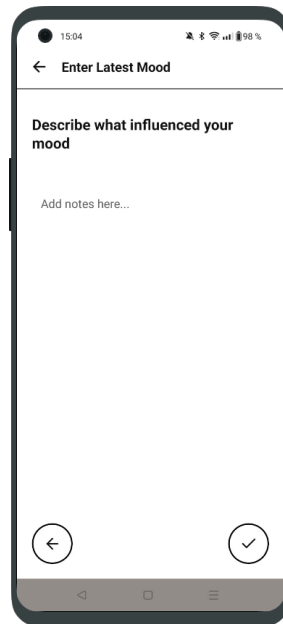 15:04
98 %
Enter Latest Mood
Describe what influenced your
mood
Add notes here...